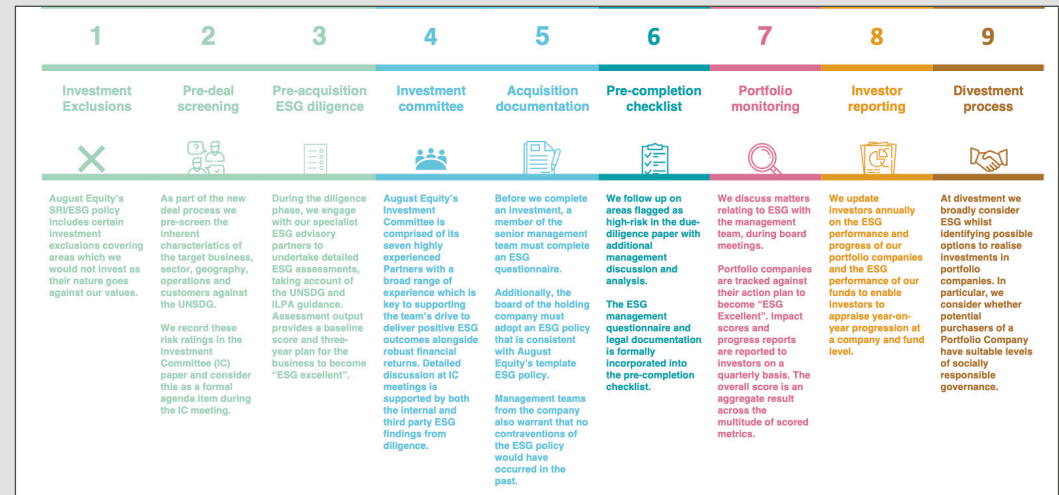 1
2
3
4
5
6
7
8
9
Investment
Exclusions
Pre-deal
screening
Pre-acquisition
ESG diligence
Investment
committee
Acquisition
documentation
Pre-completion
checklist
Portfolio
monitoring
Investor
reporting
Divestment
process
August Equity's
SRI/ESG policy
includes certain
investment
exclusions covering
areas which we
would not invest as
their nature goes
against our values.
As part of the new
deal process we
pre-screen the
inherent
characteristics of
the target business,
sector, geography,
operations and
customers against
the UNSDG.
We record these
risk ratings in the
Investment
Committee (IC)
paper and consider
this as a formal
agenda item during
the IC meeting.
During the diligence
phase, we engage
with our specialist
ESG advisory
partners to
undertake detailed
ESG assessments,
taking account of
the UNSDG and
ILPA guidance.
Assessment output
provides a baseline
score and three-
year plan for the
business to become
“ESG excellent”.
August Equity's
Investment
Committee is
comprised of its
seven highly
experienced
Partners with a
broad range of
experience which is
key to supporting
the team's drive to
deliver positive ESG
outcomes alongside
robust financial
returns. Detailed
discussion at IC
meetings is
supported by both
the internal and
third party ESG
findings from
diligence.
Before we complete
an investment, a
member of the
senior management
team must complete
an ESG
questionnaire.
Additionally, the
board of the holding
company must
adopt an ESG policy
that is consistent
with August
Equity's template
ESG policy.
Management teams
from the company
also warrant that no
contraventions of
the ESG policy
would have
occurred in the
past.
We follow up on
areas flagged as
high-risk in the due-
diligence paper with
additional
management
discussion and
analysis.
The ESG
management
questionnaire and
legal documentation
is formally
incorporated into
the pre-completion
checklist.
We discuss matters
relating to ESG with
the management
team, during board
meetings.
Portfolio companies
are tracked against
their action plan to
become “ESG
Excellent”. Impact
scores and
progress reports
are reported to
investors on a
quarterly basis. The
overall score is an
aggregate result
across the
multitude of scored
metrics.
We update
investors annually
on the ESG
performance and
progress of our
portfolio companies
and the ESG
performance of our
funds to enable
investors to
appraise year-on-
year progression at
a company and fund
level.
At divestment we
broadly consider
ESG whilst
identifying possible
options to realise
investments in
portfolio
companies. In
particular, we
consider whether
potential
purchasers of a
Portfolio Company
have suitable levels
of socially
responsible
governance.